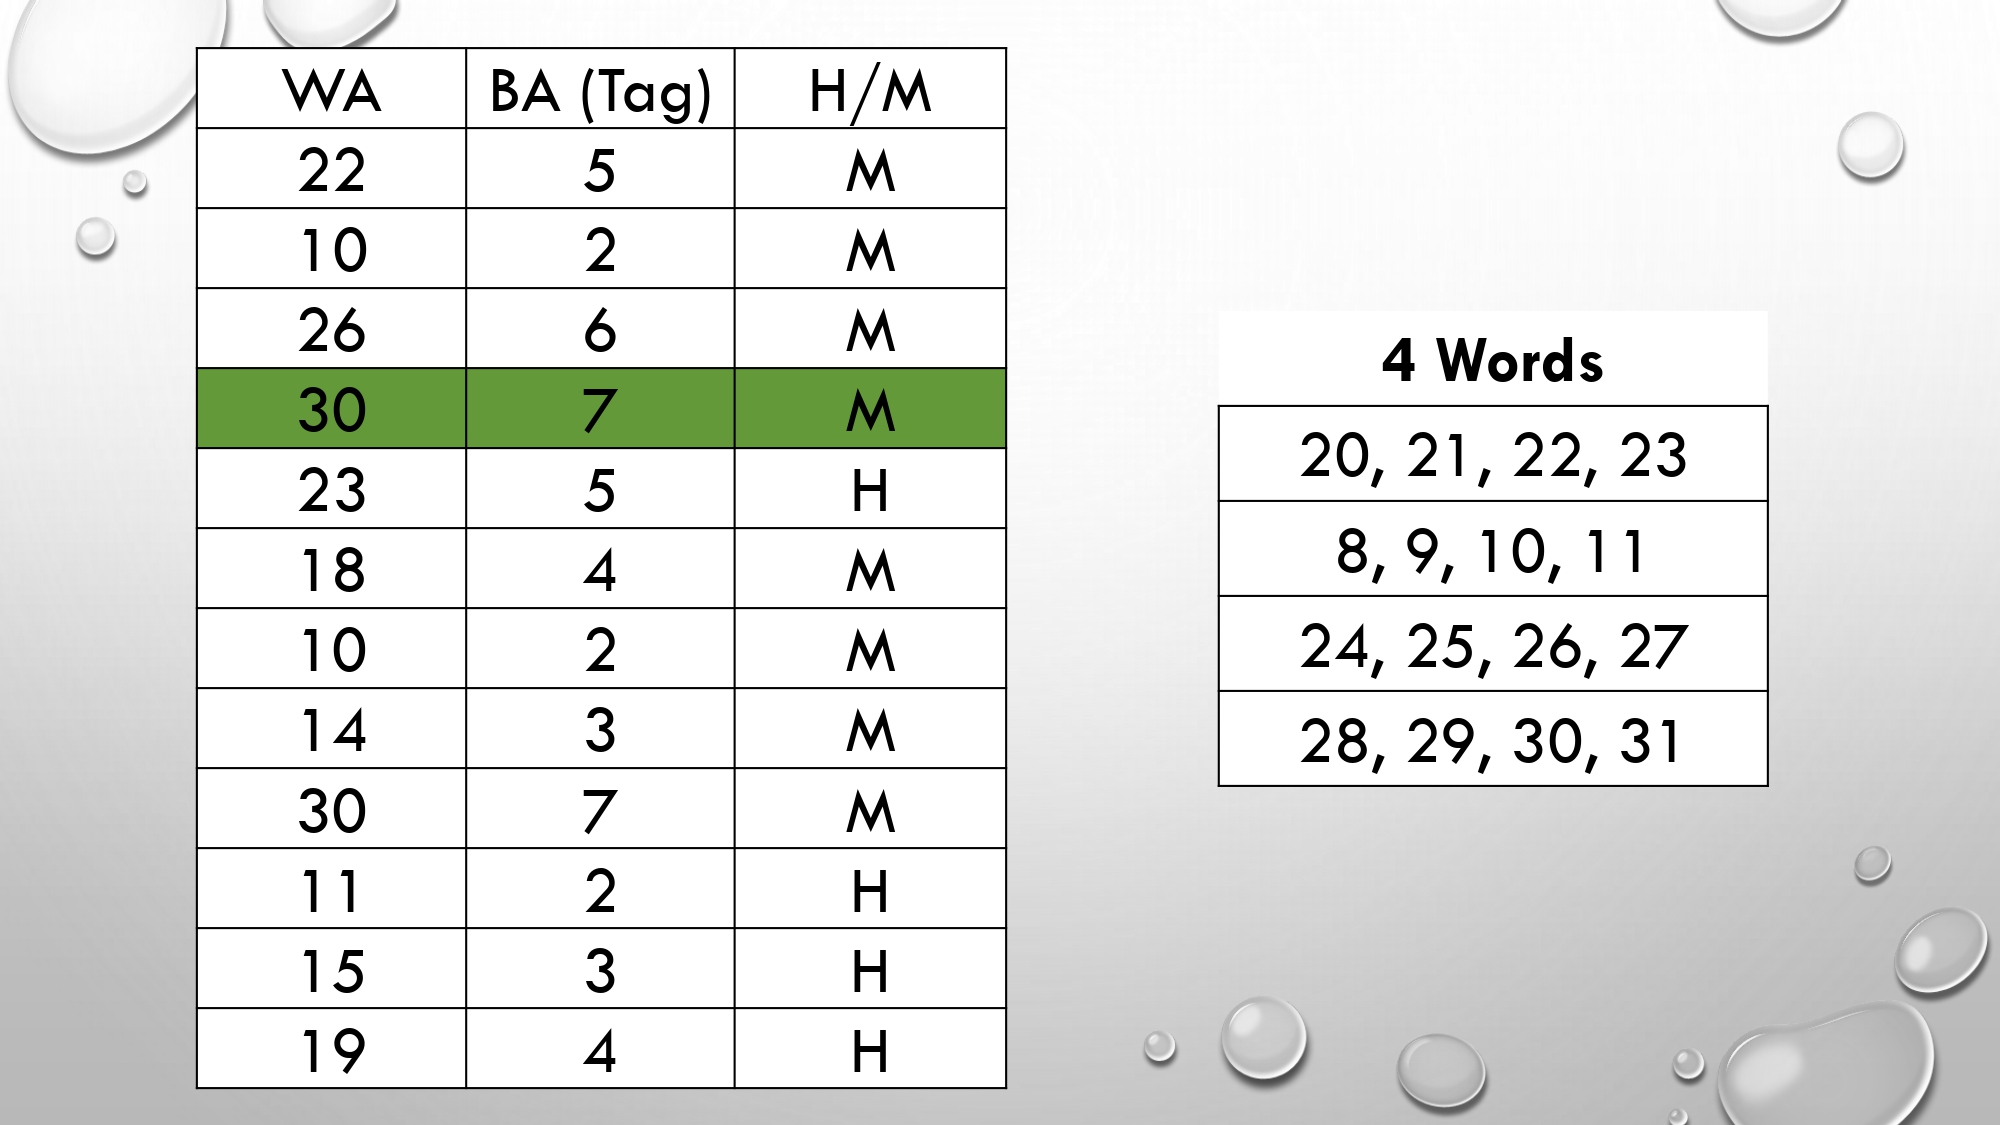 WA BA (Tag) H/M
22 5 M
10 2 M
26 6 M
30 7 M
23 5 H
18 4 M
10 2 M
14 3 M
30 7 M
11 2 H
15 3 H
19 4 H
4 Words
20, 21, 22, 23
8, 9, 10, 11
24, 25, 26, 27
28, 29, 30, 31